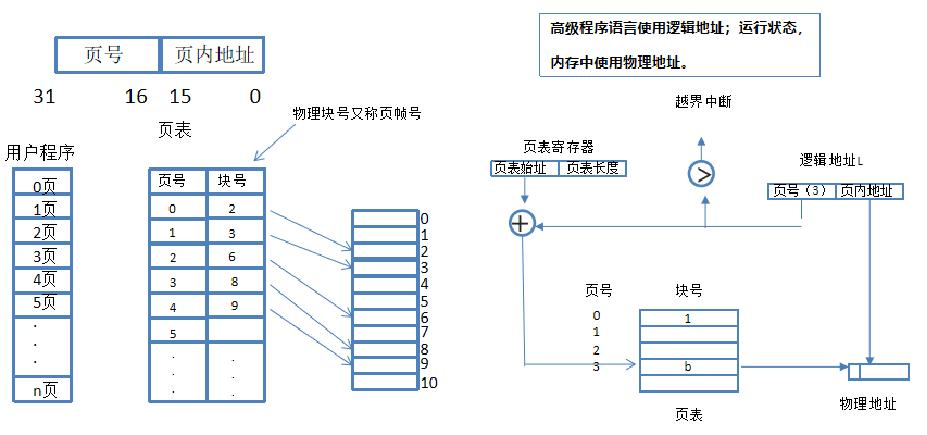 页号 页内地址
31 16 15 0
页表
物理块号又称页帧号
用户程序
0页
1页
2页
3页
4页
5页
.
.
.
n页
页号 块号
0 2
1 3
2 6
3 8
4 9
5
. .
. .
. .
0
1
2
3
4
5
6
7
8
9
10
高级程序语言使用逻辑地址；运行状态，
内存中使用物理地址。
越界中断
页表寄存器
页表始址 页表长度
>
逻辑地址L
页号（3） 页内地址
+
页号 块号
0 1
1
2
3 b
页表
物理地址